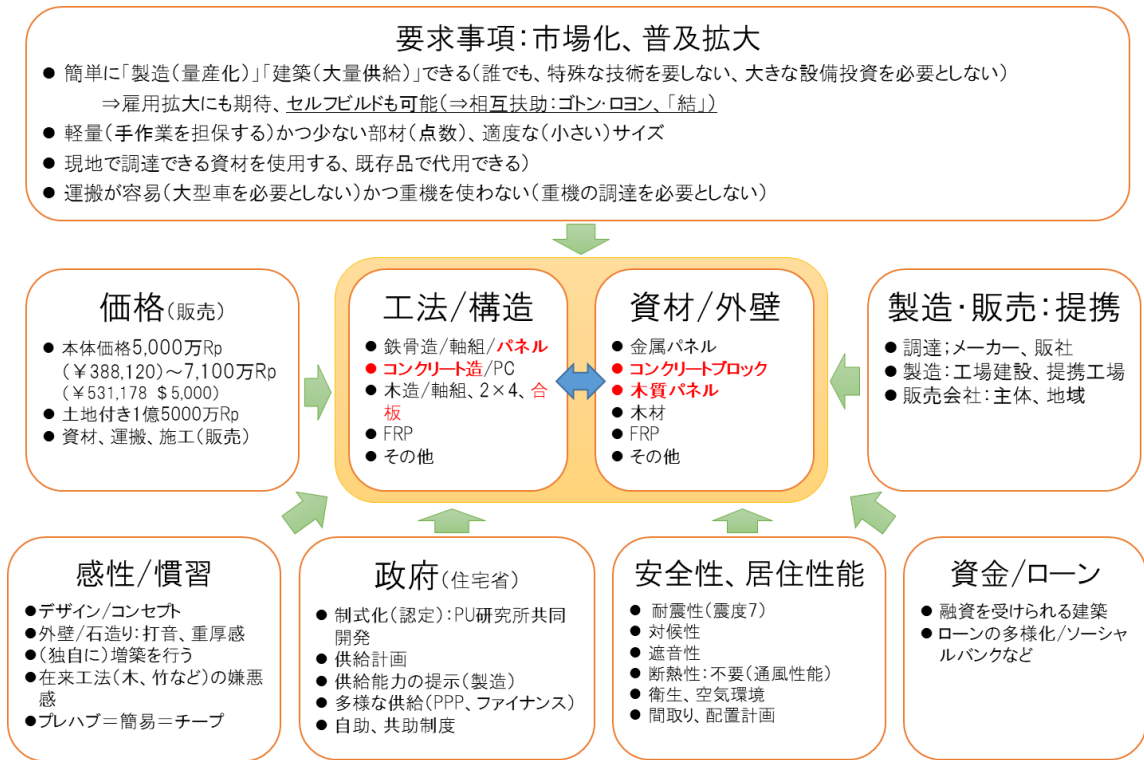 要求事項:市場化、普及拡大
● 簡単に「製造(量産化)」「建築(大量供給)」できる(誰でも、特殊な技術を要しない、大きな設備投資を必要としない)
⇒雇用拡大にも期待、セルフビルドも可能(⇒相互扶助:ゴトン・ロヨン、「結」)
● 軽量(手作業を担保する)かつ少ない部材(点数)、適度な(小さい)サイズ
● 現地で調達できる資材を使用する、既存品で代用できる)
● 運搬が容易(大型車を必要としない)かつ重機を使わない(重機の調達を必要としない)
価格(販売)
● 本体価格5,000万Rp
(￥388,120)～7,100万Rp
(￥531,178 $5,000)
● 土地付き1億5000万Rp
● 資材、運搬、施工(販売)
工法/構造
● 鉄骨造/軸組/パネル
● コンクリート造/PC
● 木造/軸組、2×4、合
板
● FRP
● その他
資材/外壁
● 金属パネル
● コンクリートブロック
● 木質パネル
● 木材
● FRP
● その他
製造・販売:提携
● 調達;メーカー、販社
● 製造:工場建設、提携工場
● 販売会社:主体、地域
感性/慣習
●デザイン/コンセプト
●外壁/石造り:打音、重厚感
●(独自に)増築を行う
●在来工法(木、竹など)の嫌悪
感
●プレハブ=簡易=チープ
政府(住宅省)
● 制式化(認定):PU研究所共同
開発
● 供給計画
● 供給能力の提示(製造)
● 多様な供給(PPP、ファイナンス)
● 自助、共助制度
安全性、居住性能
● 耐震性(震度7)
● 対候性
● 遮音性
● 断熱性:不要(通風性能)
● 衛生、空気環境
● 間取り、配置計画
資金/ローン
● 融資を受けられる建築
● ローンの多様化/ソーシャ
ルバンクなど